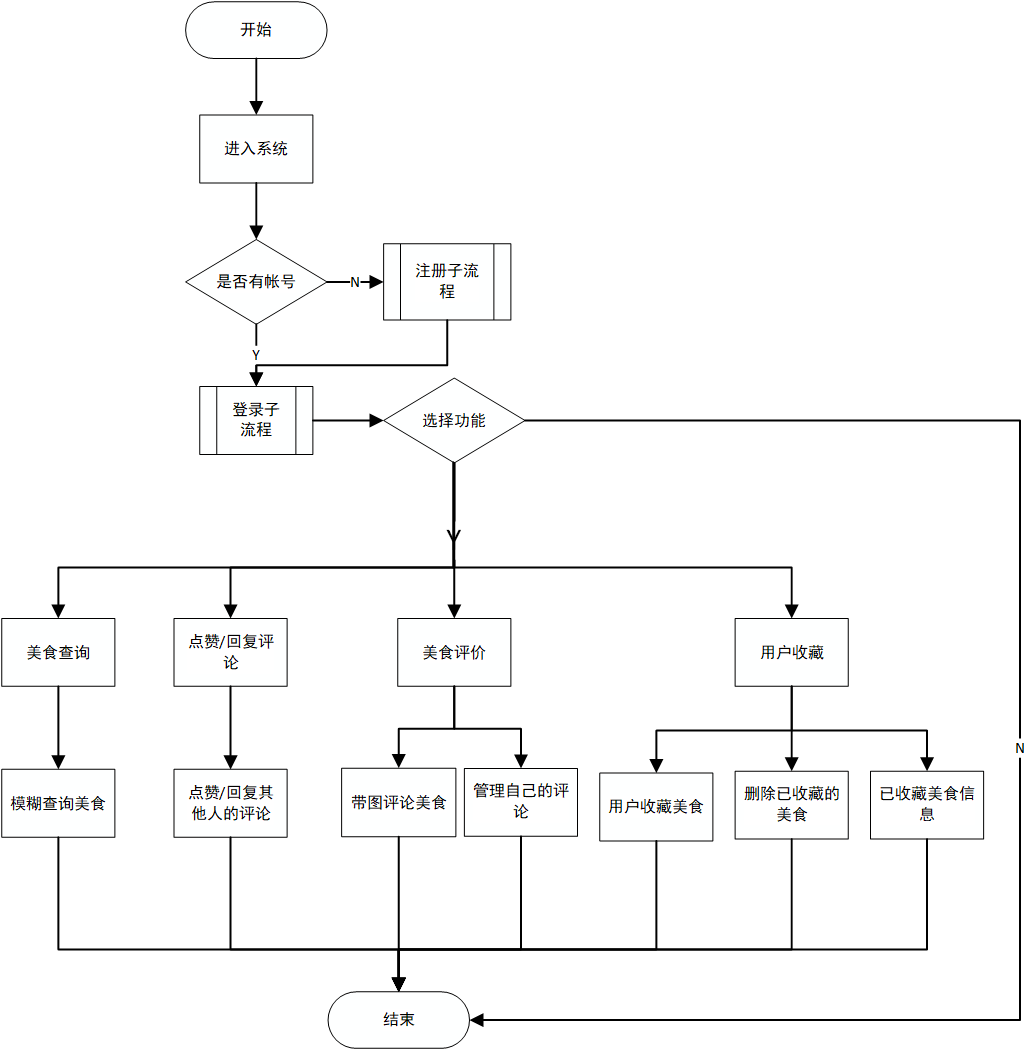 开始
进入系统
是否有帐号
N
注册子流
程
Y
登录子
流程
选择功能
Y
美食查询
点赞/回复评
论
美食评价
用户收藏
N
模糊查询美食
点赞/回复其
他人的评论
带图评论美食
管理自己的评
论
用户收藏美食
删除已收藏的
美食
已收藏美食信
息
结束